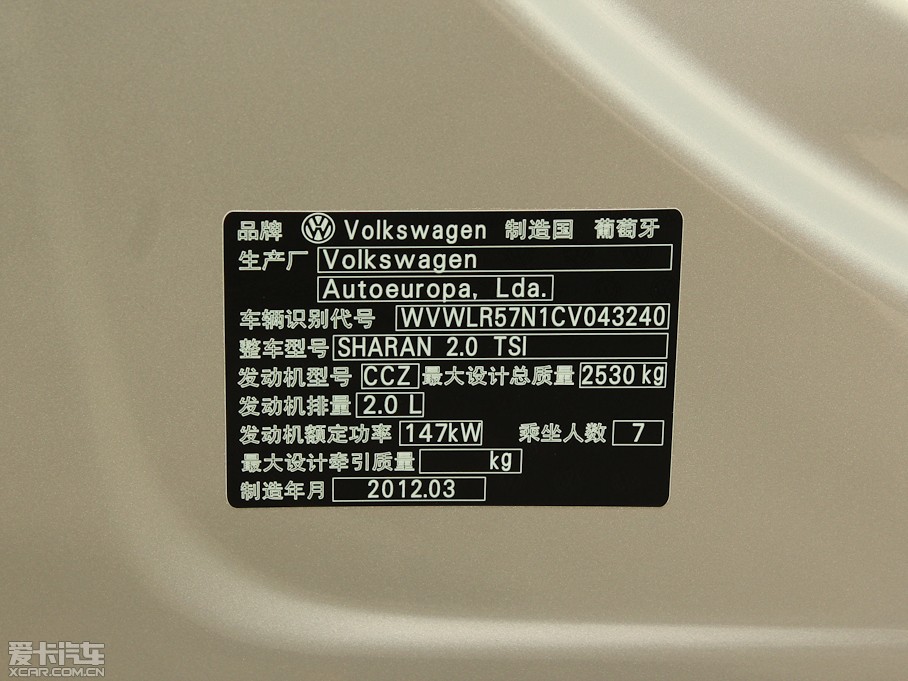 品牌 Volkswagen 制造国 葡萄牙
生产厂 Volkswagen
Autoeuropa, Lda.
车辆识别代号 WVWLR57N1CV043240
整车型号 SHARAN 2.0 TSI
发动机型号 CCZ 最大设计总质量 2530 kg
发动机排量 2.0 L
发动机额定功率 147kW 乘坐人数 7
最大设计牵引质量 kg
制造年月 2012.03
爱卡汽车
XCAR.COM.CN